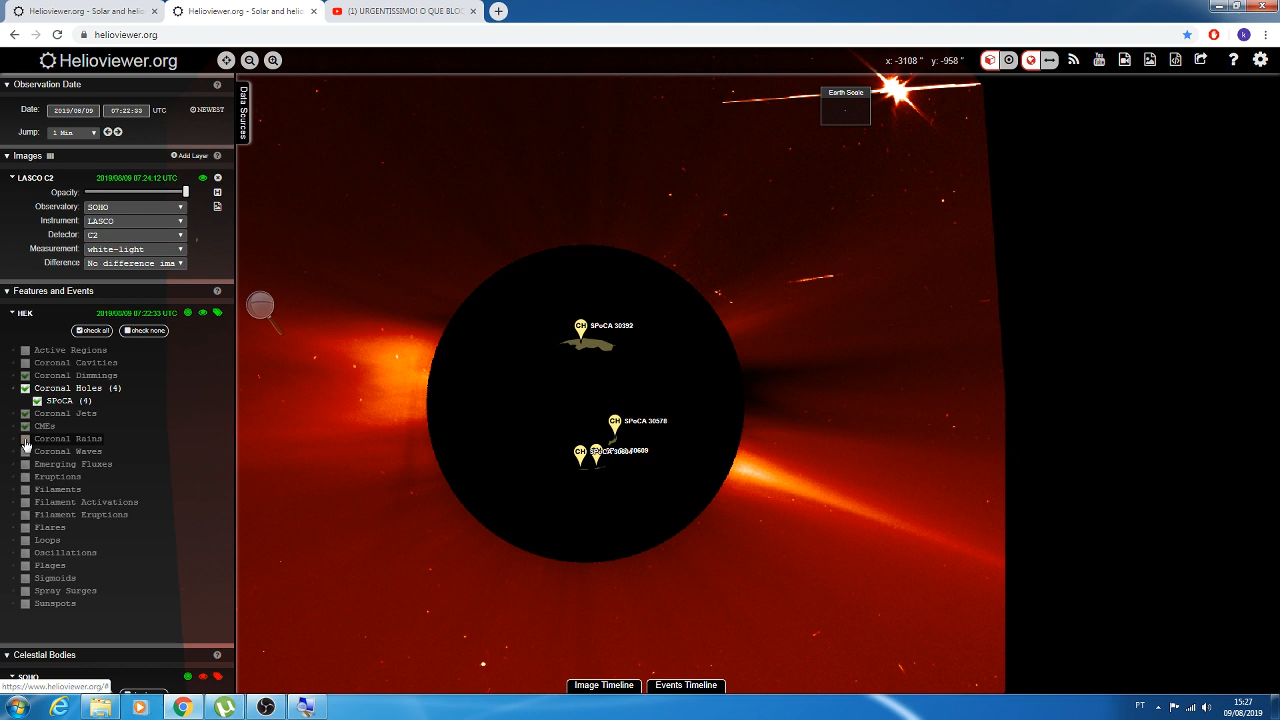 Helioviewer.org - Solar and helio
Helioviewer.org - Solar and helio
(1) URGENTISSIMO! O QUE BLOC
helioviewer.org
k
Helioviewer.org
x: -3108 " y: -958 "
You Tube
Observation Date
Date: 2019/08/09 07:22:33 UTC NEWEST
Jump: 1 Min
Images
Add Layer
LASCO C2 2019/08/09 07:24:12 UTC
Opacity:
Observatory: SOHO
Instrument: LASCO
Detector: C2
Measurement: white-light
Difference No difference ima
Features and Events
HEK 2019/08/09 07:22:33 UTC
check all check none
Active Regions
Coronal Cavities
Coronal Dimmings
Coronal Holes (4)
SPoCA (4)
Coronal Jets
CMEs
Coronal Rains
Coronal Waves
Emerging Fluxes
Eruptions
Filaments
Filament Activations
Filament Eruptions
Flares
Loops
Oscillations
Plages
Sigmoids
Spray Surges
Sunspots
Celestial Bodies
SOHO
https://www.helioviewer.org/#
Data Sources
Earth Scale
CH SPoCA 30392
CH SPoCA 30578
CH
Image Timeline
Events Timeline
PT
15:27
09/08/2019